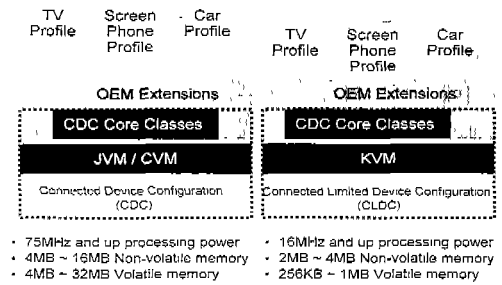 TV Profile
Screen Phone Profile
Car Profile
OEM Extensions
CDC Core Classes
JVM / CVM
Connected Device Configuration
(CDC)
• 75MHz and up processing power
• 4MB ~ 16MB Non-volatile memory
• 4MB ~ 32MB Volatile memory
TV Profile
Screen Phone Profile
Car Profile
OEM Extensions
CDC Core Classes
KVM
Connected Limited Device Configuration
(CLDC)
• 16MHz and up processing power
• 2MB ~ 4MB Non-volatile memory
• 256KB ~ 1MB Volatile memory